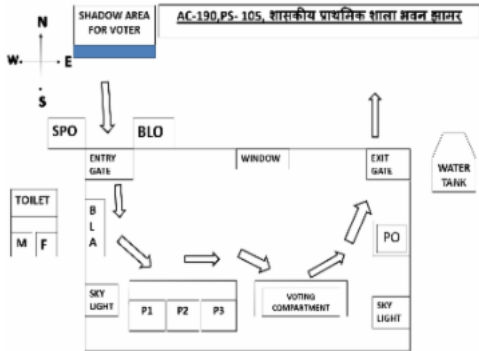 N
SHADOW AREA
FOR VOTER
AC-190,PS- 105, शासकीय प्राथमिक शाला भवन झामर
W
E
S
SPO
BLO
ENTRY
GATE
WINDOW
EXIT
GATE
WATER
TANK
TOILET
M
F
B
L
A
PO
SKY
LIGHT
P1
P2
P3
VOTING
COMPARTMENT
SKY
LIGHT